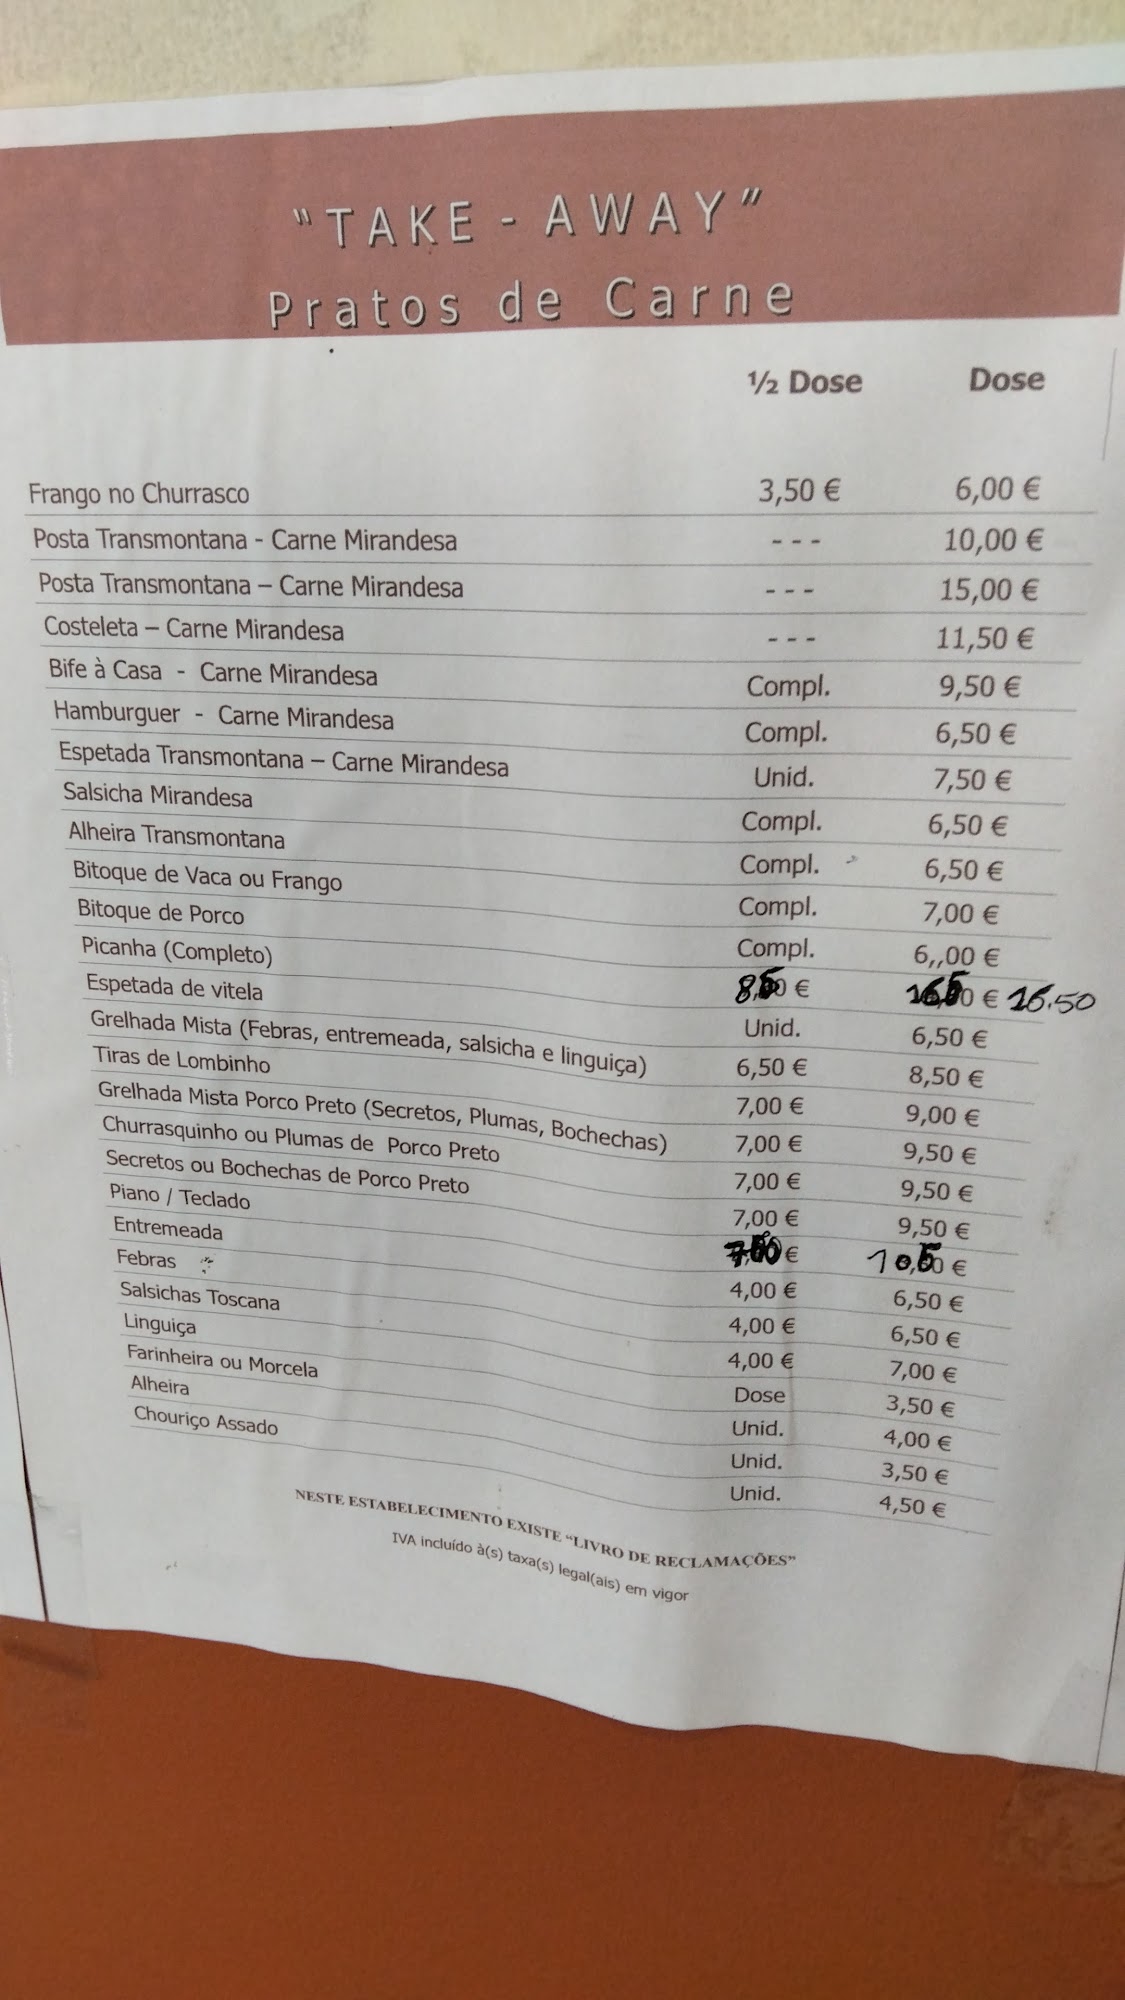 "TAKE - AWAY"
Pratos de Carne
½ Dose Dose
Frango no Churrasco 3,50 € 6,00 €
Posta Transmontana - Carne Mirandesa - - - 10,00 €
Posta Transmontana – Carne Mirandesa - - - 15,00 €
Costeleta – Carne Mirandesa - - - 11,50 €
Bife à Casa - Carne Mirandesa Compl. 9,50 €
Hamburguer - Carne Mirandesa Compl. 6,50 €
Espetada Transmontana – Carne Mirandesa Unid. 7,50 €
Salsicha Mirandesa Compl. 6,50 €
Alheira Transmontana Compl. 6,50 €
Bitoque de Vaca ou Frango Compl. 7,00 €
Bitoque de Porco Compl. 6,,00 €
Picanha (Completo) 8,50 € € 16.50
Espetada de vitela Unid. 6,50 €
Grelhada Mista (Febras, entremeada, salsicha e linguiça) 6,50 € 8,50 €
Tiras de Lombinho 7,00 € 9,00 €
Grelhada Mista Porco Preto (Secretos, Plumas, Bochechas) 7,00 € 9,50 €
Churrasquinho ou Plumas de Porco Preto 7,00 € 9,50 €
Secretos ou Bochechas de Porco Preto 7,00 € 9,50 €
Piano / Teclado € 10,50 €
Entremeada 4,00 € 6,50 €
Febras 4,00 € 6,50 €
Salsichas Toscana 4,00 € 7,00 €
Linguiça Dose 3,50 €
Farinheira ou Morcela Unid. 4,00 €
Alheira Unid. 3,50 €
Chouriço Assado Unid. 4,50 €
NESTE ESTABELECIMENTO EXISTE "LIVRO DE RECLAMAÇÕES"
IVA incluído à(s) taxa(s) legal(ais) em vigor